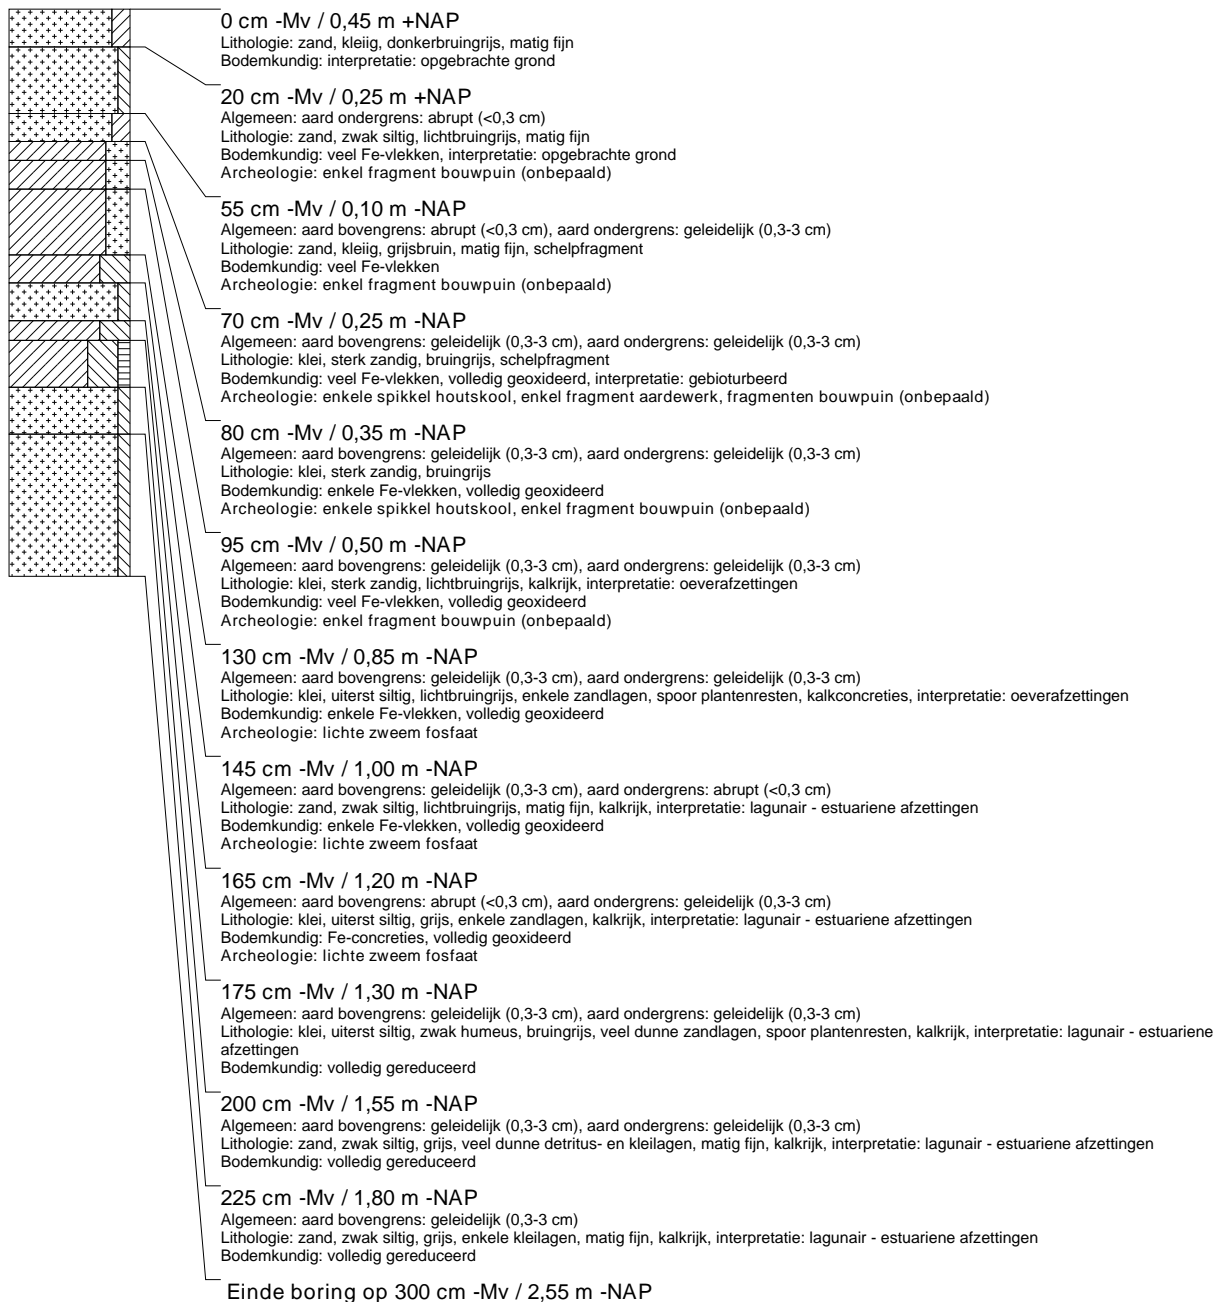 0 cm -Mv / 0,45 m +NAP
Lithologie: zand, kleiig, donkerbruingrijs, matig fijn
Bodemkundig: interpretatie: opgebrachte grond
20 cm -Mv / 0,25 m +NAP
Algemeen: aard ondergrens: abrupt (<0,3 cm)
Lithologie: zand, zwak siltig, lichtbruingrijs, matig fijn
Bodemkundig: veel Fe-vlekken, interpretatie: opgebrachte grond
Archeologie: enkel fragment bouwpuin (onbepaald)
55 cm -Mv / 0,10 m -NAP
Algemeen: aard bovengrens: abrupt (<0,3 cm), aard ondergrens: geleidelijk (0,3-3 cm)
Lithologie: zand, kleiig, grijsbruin, matig fijn, schelpfragment
Bodemkundig: veel Fe-vlekken
Archeologie: enkel fragment bouwpuin (onbepaald)
70 cm -Mv / 0,25 m -NAP
Algemeen: aard bovengrens: geleidelijk (0,3-3 cm), aard ondergrens: geleidelijk (0,3-3 cm)
Lithologie: klei, sterk zandig, bruingrijs, schelpfragment
Bodemkundig: veel Fe-vlekken, volledig geoxideerd, interpretatie: gebioturbeerd
Archeologie: enkele spikkel houtskool, enkel fragment aardewerk, fragmenten bouwpuin (onbepaald)
80 cm -Mv / 0,35 m -NAP
Algemeen: aard bovengrens: geleidelijk (0,3-3 cm), aard ondergrens: geleidelijk (0,3-3 cm)
Lithologie: klei, sterk zandig, bruingrijs
Bodemkundig: enkele Fe-vlekken, volledig geoxideerd
Archeologie: enkele spikkel houtskool, enkel fragment bouwpuin (onbepaald)
95 cm -Mv / 0,50 m -NAP
Algemeen: aard bovengrens: geleidelijk (0,3-3 cm), aard ondergrens: geleidelijk (0,3-3 cm)
Lithologie: klei, sterk zandig, lichtbruingrijs, kalkrijk, interpretatie: oeverafzettingen
Bodemkundig: veel Fe-vlekken, volledig geoxideerd
Archeologie: enkel fragment bouwpuin (onbepaald)
130 cm -Mv / 0,85 m -NAP
Algemeen: aard bovengrens: geleidelijk (0,3-3 cm), aard ondergrens: geleidelijk (0,3-3 cm)
Lithologie: klei, uiterst siltig, lichtbruingrijs, enkele zandlagen, spoor plantenresten, kalkconcreties, interpretatie: oeverafzettingen
Bodemkundig: enkele Fe-vlekken, volledig geoxideerd
Archeologie: lichte zweem fosfaat
145 cm -Mv / 1,00 m -NAP
Algemeen: aard bovengrens: geleidelijk (0,3-3 cm), aard ondergrens: abrupt (<0,3 cm)
Lithologie: zand, zwak siltig, lichtbruingrijs, matig fijn, kalkrijk, interpretatie: lagunair - estuariene afzettingen
Bodemkundig: enkele Fe-vlekken, volledig geoxideerd
Archeologie: lichte zweem fosfaat
165 cm -Mv / 1,20 m -NAP
Algemeen: aard bovengrens: abrupt (<0,3 cm), aard ondergrens: geleidelijk (0,3-3 cm)
Lithologie: klei, uiterst siltig, grijs, enkele zandlagen, kalkrijk, interpretatie: lagunair - estuariene afzettingen
Bodemkundig: Fe-concreties, volledig geoxideerd
Archeologie: lichte zweem fosfaat
175 cm -Mv / 1,30 m -NAP
Algemeen: aard bovengrens: geleidelijk (0,3-3 cm), aard ondergrens: geleidelijk (0,3-3 cm)
Lithologie: klei, uiterst siltig, zwak humeus, bruingrijs, veel dunne zandlagen, spoor plantenresten, kalkrijk, interpretatie: lagunair - estuariene
afzettingen
Bodemkundig: volledig gereduceerd
200 cm -Mv / 1,55 m -NAP
Algemeen: aard bovengrens: geleidelijk (0,3-3 cm), aard ondergrens: geleidelijk (0,3-3 cm)
Lithologie: zand, zwak siltig, grijs, veel dunne detritus- en kleilagen, matig fijn, kalkrijk, interpretatie: lagunair - estuariene afzettingen
Bodemkundig: volledig gereduceerd
225 cm -Mv / 1,80 m -NAP
Algemeen: aard bovengrens: geleidelijk (0,3-3 cm)
Lithologie: zand, zwak siltig, grijs, enkele kleilagen, matig fijn, kalkrijk, interpretatie: lagunair - estuariene afzettingen
Bodemkundig: volledig gereduceerd
Einde boring op 300 cm -Mv / 2,55 m -NAP